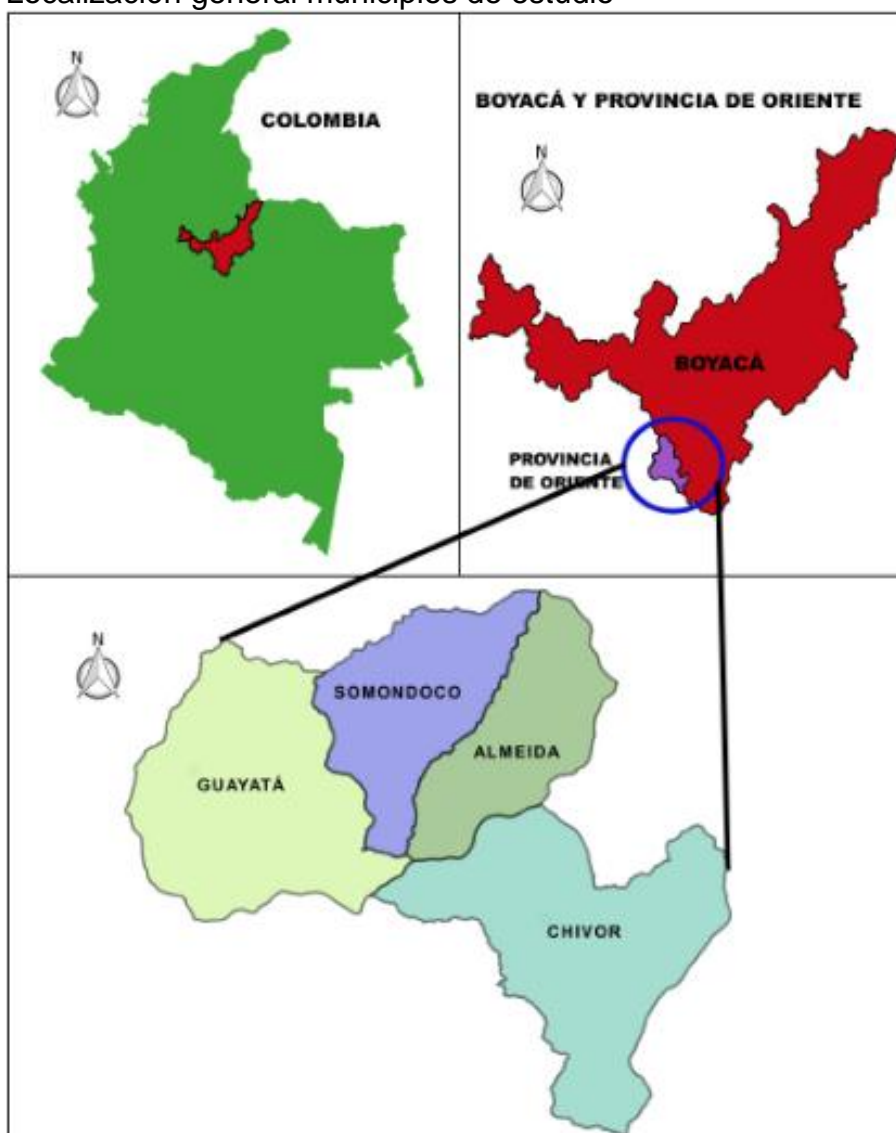 Localización general municipios de estudio
N
COLOMBIA
BOYACÁ Y PROVINCIA DE ORIENTE
N
BOYACÁ
PROVINCIA
DE ORIENTE
N
SOMONDOCO
ALMEIDA
GUAYATÁ
CHIVOR